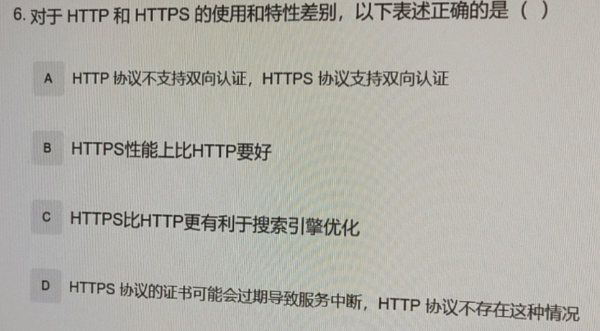 6. 对于 HTTP 和 HTTPS 的使用和特性差别，以下表述正确的是（ ）
A HTTP 协议不支持双向认证，HTTPS 协议支持双向认证
B HTTPS性能上比HTTP要好
C HTTPS比HTTP更有利于搜索引擎优化
D HTTPS 协议的证书可能会过期导致服务中断，HTTP 协议不存在这种情况